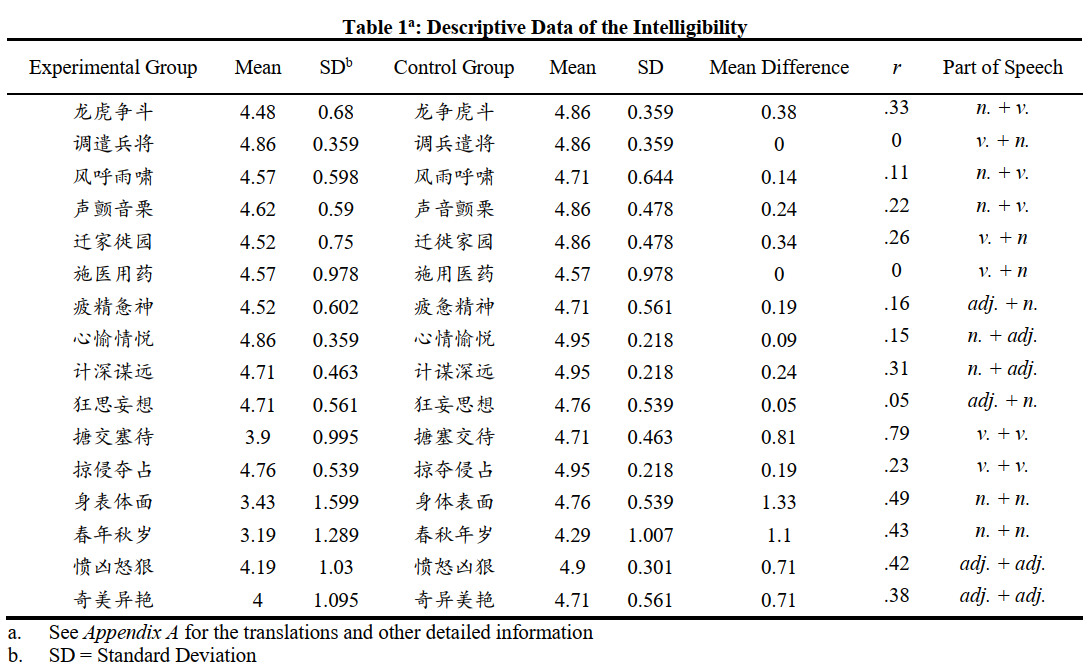 Table 1a: Descriptive Data of the Intelligibility
Experimental Group Mean SDb Control Group Mean SD Mean Difference r Part of Speech
龙虎争斗 4.48 0.68 龙争虎斗 4.86 0.359 0.38 .33 n. + v.
调遣兵将 4.86 0.359 调兵遣将 4.86 0.359 0 0 v. + n.
风呼雨啸 4.57 0.598 风雨呼啸 4.71 0.644 0.14 .11 n. + v.
声颤音栗 4.62 0.59 声音颤栗 4.86 0.478 0.24 .22 n. + v.
迁家徙园 4.52 0.75 迁徙家园 4.86 0.478 0.34 .26 v. + n
施医用药 4.57 0.978 施用医药 4.57 0.978 0 0 v. + n
疲精惫神 4.52 0.602 疲惫精神 4.71 0.561 0.19 .16 adj. + n.
心愉情悦 4.86 0.359 心情愉悦 4.95 0.218 0.09 .15 n. + adj.
计深谋远 4.71 0.463 计谋深远 4.95 0.218 0.24 .31 n. + adj.
狂思妄想 4.71 0.561 狂妄思想 4.76 0.539 0.05 .05 adj. + n.
搪交塞待 3.9 0.995 搪塞交待 4.71 0.463 0.81 .79 v. + v.
掠侵夺占 4.76 0.539 掠夺侵占 4.95 0.218 0.19 .23 v. + v.
身表体面 3.43 1.599 身体表面 4.76 0.539 1.33 .49 n. + n.
春年秋岁 3.19 1.289 春秋年岁 4.29 1.007 1.1 .43 n. + n.
愤凶怒狠 4.19 1.03 愤怒凶狠 4.9 0.301 0.71 .42 adj. + adj.
奇美异艳 4 1.095 奇异美艳 4.71 0.561 0.71 .38 adj. + adj.
a. See Appendix A for the translations and other detailed information
b. SD = Standard Deviation